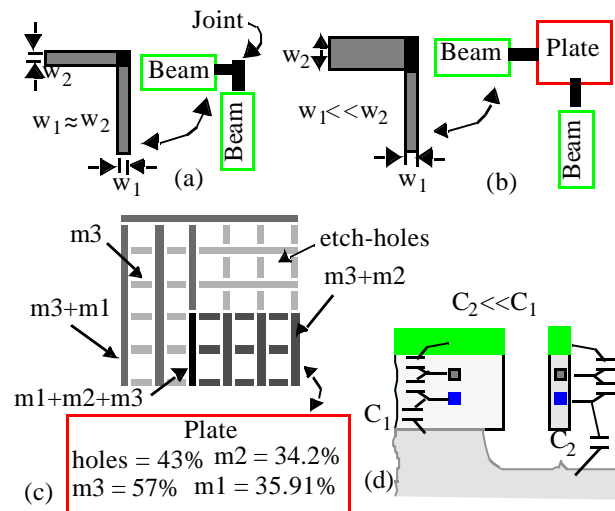 Joint
w2
Beam
Beam
w1≈w2
w1
(a)
w2
Beam
Plate
Beam
w1<<w2
w1
(b)
m3
etch-holes
m3+m2
m3+m1
m1+m2+m3
Plate
holes = 43% m2 = 34.2%
m3 = 57% m1 = 35.91%
(c)
C2<<C1
C1
C2
(d)